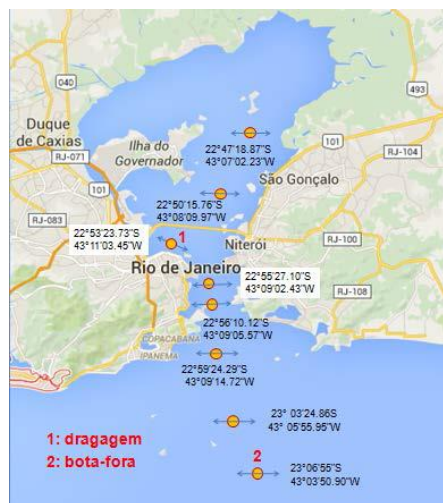 040
493
Duque
de Caxias
101
RJ-104
Ilha do
Governador
22°47'18.87"S
43°07'02.23"W
RJ-071
101
São Gonçalo
22°50'15.76"S
43°08'09.97"W
RJ-083
22°53'23.73"S
43°11'03.45"W
1
Niterói
RJ-100
Rio de Janeiro
22°55'27.10"S
43°09'02.43"W
RJ-108
22°56'10.12"S
43°09'05.57"W
COPACABANA
IPANEMA
22°59'24.29"S
43°09'14.72"W
23° 03'24.86S
43° 05'55.95"W
1: dragagem
2: bota-fora
2
23°06'55"S
43°03'50.90"W